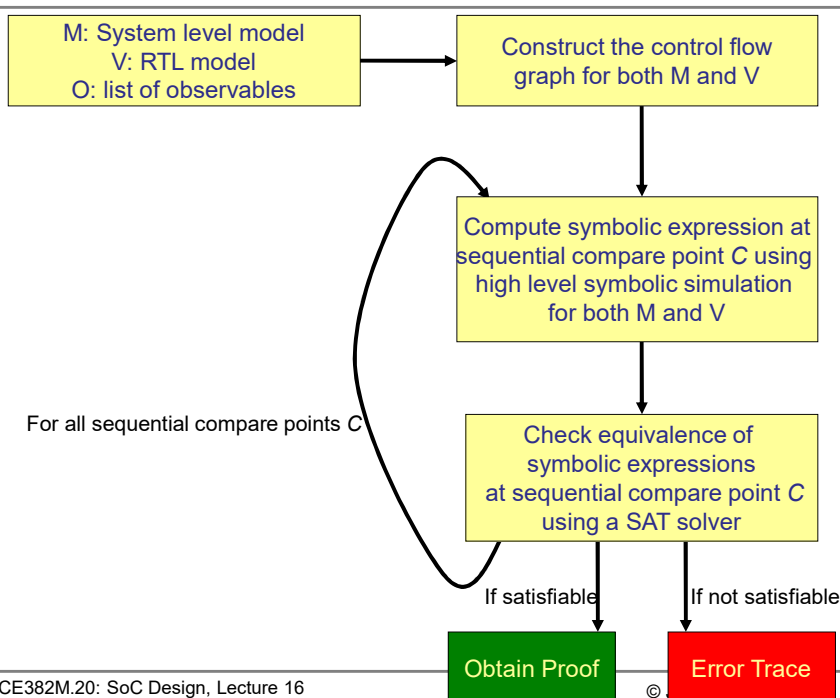 M: System level model
V: RTL model
O: list of observables
Construct the control flow
graph for both M and V
Compute symbolic expression at
sequential compare point C using
high level symbolic simulation
for both M and V
For all sequential compare points C
Check equivalence of
symbolic expressions
at sequential compare point C
using a SAT solver
If satisfiable
If not satisfiable
Obtain Proof
Error Trace
CE382M.20: SoC Design, Lecture 16
©